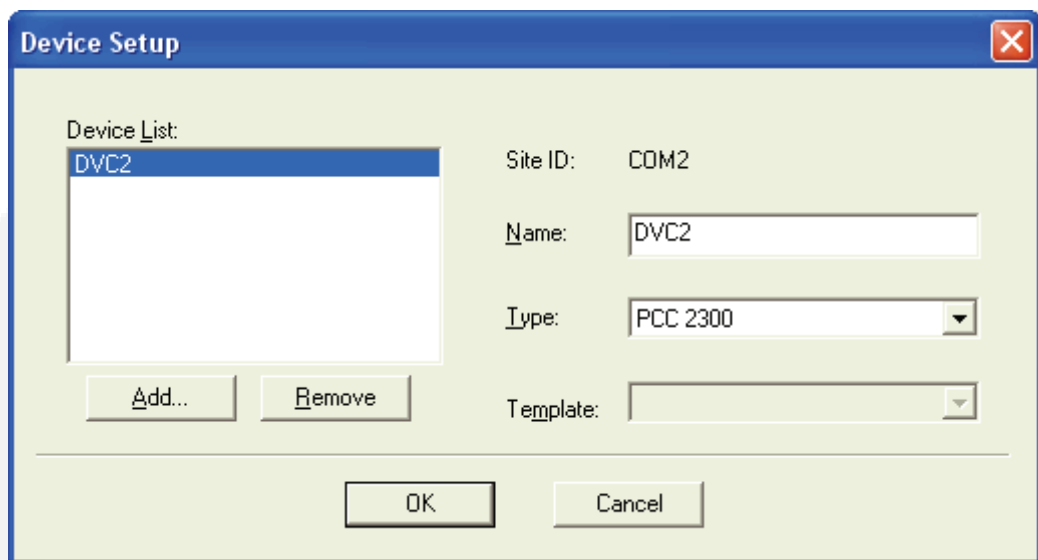 Device Setup
Device List:
DVC2
Site ID: COM2
Name: DVC2
Type: PCC 2300
Add... Remove
Template:
OK Cancel